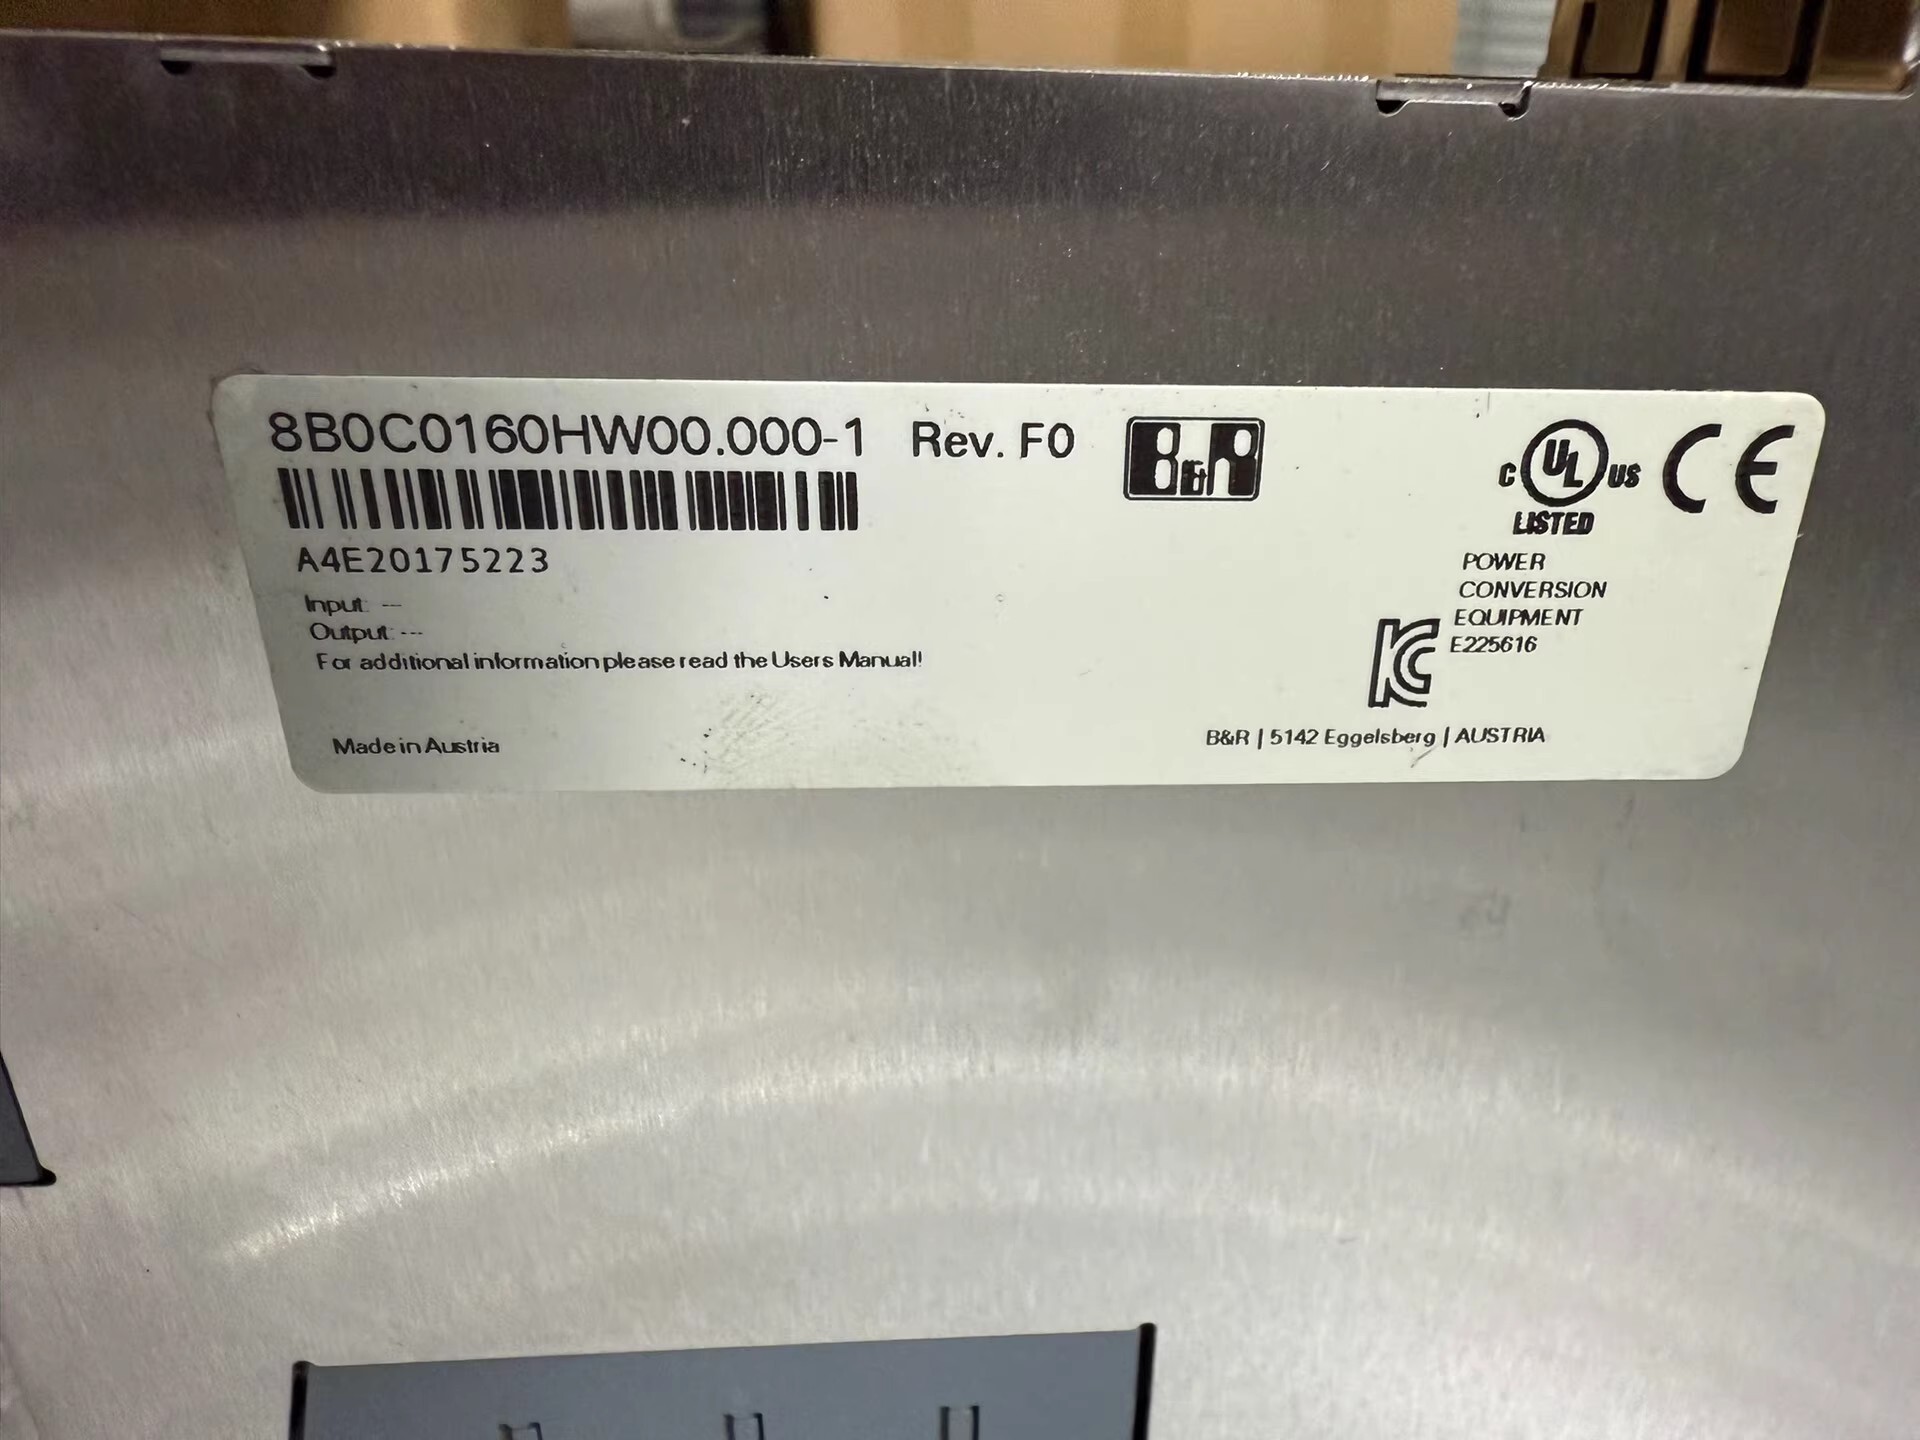 8B0C0160HW00.000-1 Rev. F0 B&R
C UL US CE
LISTED
A4E20175223
Input: ---
Output: ---
For additional information please read the Users Manual!
POWER
CONVERSION
EQUIPMENT
E225616
KC
Made in Austria
B&R | 5142 Eggelsberg | AUSTRIA